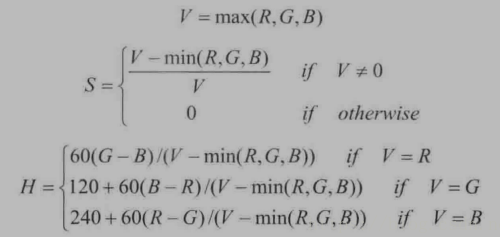 V = max(R,G,B)
S = { (V − min(R,G,B))/V if V ≠ 0
0 if otherwise
H = { 60(G − B)/(V − min(R,G,B)) if V = R
120 + 60(B − R)/(V − min(R,G,B)) if V = G
240 + 60(R − G)/(V − min(R,G,B)) if V = B